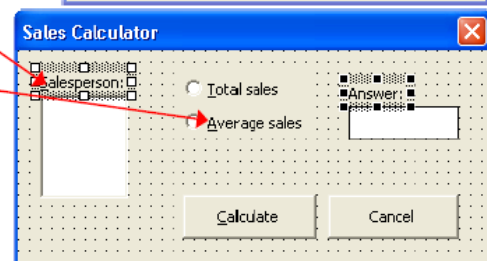 Sales Calculator
Salesperson:
Total sales
Answer:
Average sales
Calculate
Cancel